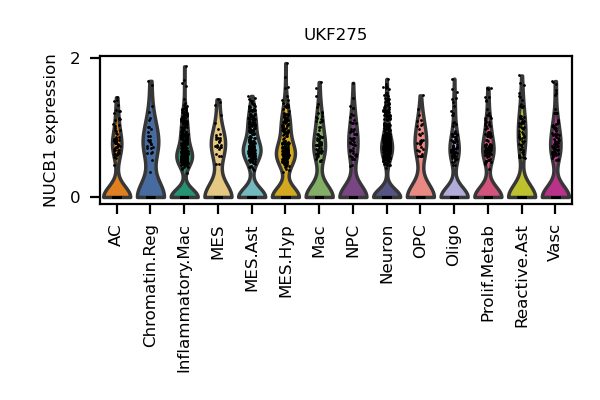 UKF275
NUCB1 expression
2
0
AC
Chromatin.Reg
Inflammatory.Mac
MES
MES.Ast
MES.Hyp
Mac
NPC
Neuron
OPC
Oligo
Prolif.Metab
Reactive.Ast
Vasc